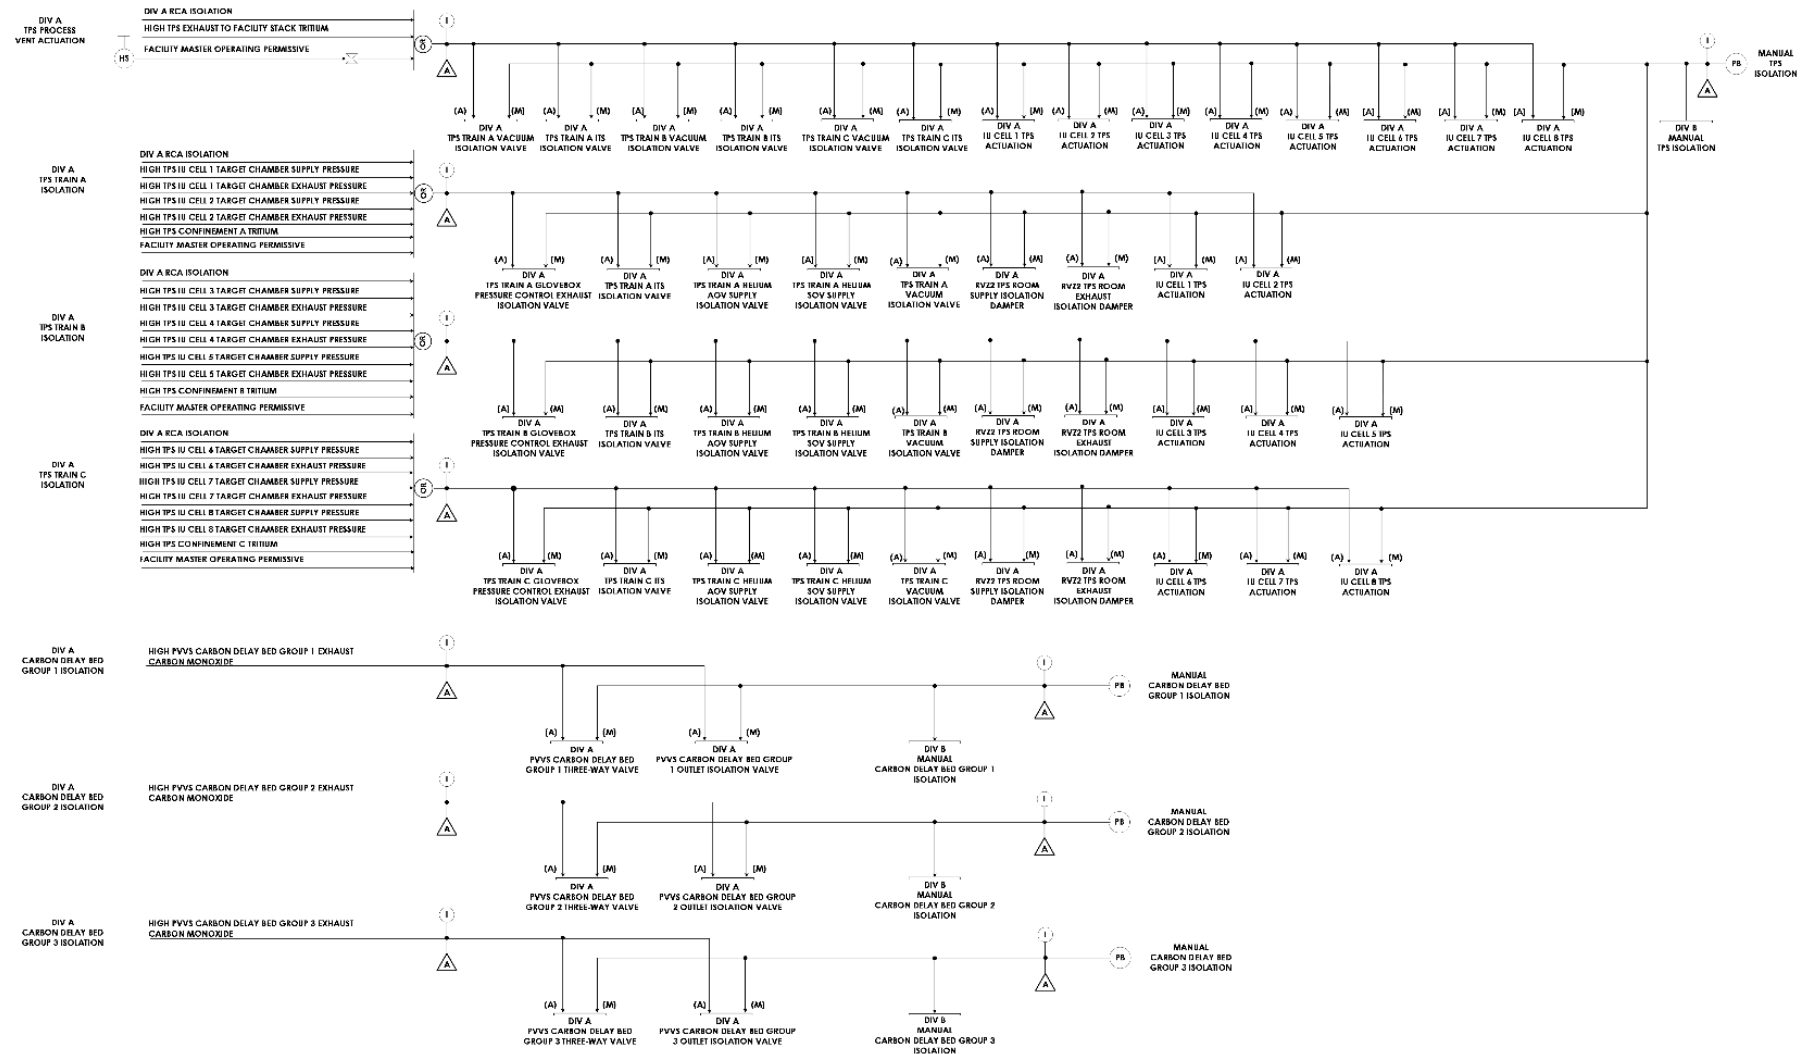 DIV A
TPS PROCESS
VENT ACTUATION
DIV A RCA ISOLATION
HIGH TPS EXHAUST TO FACILITY STACK TRITIUM
FACILITY MASTER OPERATING PERMISSIVE
HS
OR
I
A
(A) (M)
DIV A
TPS TRAIN A VACUUM
ISOLATION VALVE
(A) (M)
DIV A
TPS TRAIN A ITS
ISOLATION VALVE
(A) (M)
DIV A
TPS TRAIN B VACUUM
ISOLATION VALVE
(A) (M)
DIV A
TPS TRAIN B ITS
ISOLATION VALVE
(A) (M)
DIV A
TPS TRAIN C VACUUM
ISOLATION VALVE
(A) (M)
DIV A
TPS TRAIN C ITS
ISOLATION VALVE
(A) (M)
DIV A
IU CELL 1 TPS
ACTUATION
(A) (M)
DIV A
IU CELL 2 TPS
ACTUATION
(A) (M)
DIV A
IU CELL 3 TPS
ACTUATION
(A) (M)
DIV A
IU CELL 4 TPS
ACTUATION
(A) (M)
DIV A
IU CELL 5 TPS
ACTUATION
(A) (M)
DIV A
IU CELL 6 TPS
ACTUATION
(A) (M)
DIV A
IU CELL 7 TPS
ACTUATION
(A) (M)
DIV A
IU CELL 8 TPS
ACTUATION
DIV B
MANUAL
TPS ISOLATION
I
A
PB
MANUAL
TPS
ISOLATION
DIV A
TPS TRAIN A
ISOLATION
DIV A RCA ISOLATION
HIGH TPS IU CELL 1 TARGET CHAMBER SUPPLY PRESSURE
HIGH TPS IU CELL 1 TARGET CHAMBER EXHAUST PRESSURE
HIGH TPS IU CELL 2 TARGET CHAMBER SUPPLY PRESSURE
HIGH TPS IU CELL 2 TARGET CHAMBER EXHAUST PRESSURE
HIGH TPS CONFINEMENT A TRITIUM
FACILITY MASTER OPERATING PERMISSIVE
OR
I
A
(A) (M)
DIV A
TPS TRAIN A GLOVEBOX
PRESSURE CONTROL EXHAUST
ISOLATION VALVE
(A) (M)
DIV A
TPS TRAIN A ITS
ISOLATION VALVE
(A) (M)
DIV A
TPS TRAIN A HELIUM
AOV SUPPLY
ISOLATION VALVE
(A) (M)
DIV A
TPS TRAIN A HELIUM
SOV SUPPLY
ISOLATION VALVE
(A) (M)
DIV A
TPS TRAIN A
VACUUM
ISOLATION VALVE
(A) (M)
DIV A
RVZ2 TPS ROOM
SUPPLY ISOLATION
DAMPER
(A) (M)
DIV A
RVZ2 TPS ROOM
EXHAUST
ISOLATION DAMPER
(A) (M)
DIV A
IU CELL 1 TPS
ACTUATION
(A) (M)
DIV A
IU CELL 2 TPS
ACTUATION
DIV A
TPS TRAIN B
ISOLATION
DIV A RCA ISOLATION
HIGH TPS IU CELL 3 TARGET CHAMBER SUPPLY PRESSURE
HIGH TPS IU CELL 3 TARGET CHAMBER EXHAUST PRESSURE
HIGH TPS IU CELL 4 TARGET CHAMBER SUPPLY PRESSURE
HIGH TPS IU CELL 4 TARGET CHAMBER EXHAUST PRESSURE
HIGH TPS IU CELL 5 TARGET CHAMBER SUPPLY PRESSURE
HIGH TPS IU CELL 5 TARGET CHAMBER EXHAUST PRESSURE
HIGH TPS CONFINEMENT B TRITIUM
FACILITY MASTER OPERATING PERMISSIVE
OR
I
A
(A) (M)
DIV A
TPS TRAIN B GLOVEBOX
PRESSURE CONTROL EXHAUST
ISOLATION VALVE
(A) (M)
DIV A
TPS TRAIN B ITS
ISOLATION VALVE
(A) (M)
DIV A
TPS TRAIN B HELIUM
AOV SUPPLY
ISOLATION VALVE
(A) (M)
DIV A
TPS TRAIN B HELIUM
SOV SUPPLY
ISOLATION VALVE
(A) (M)
DIV A
TPS TRAIN B
VACUUM
ISOLATION VALVE
(A) (M)
DIV A
RVZ2 TPS ROOM
SUPPLY ISOLATION
DAMPER
(A) (M)
DIV A
RVZ2 TPS ROOM
EXHAUST
ISOLATION DAMPER
(A) (M)
DIV A
IU CELL 3 TPS
ACTUATION
(A) (M)
DIV A
IU CELL 4 TPS
ACTUATION
(A) (M)
DIV A
IU CELL 5 TPS
ACTUATION
DIV A
TPS TRAIN C
ISOLATION
DIV A RCA ISOLATION
HIGH TPS IU CELL 6 TARGET CHAMBER SUPPLY PRESSURE
HIGH TPS IU CELL 6 TARGET CHAMBER EXHAUST PRESSURE
HIGH TPS IU CELL 7 TARGET CHAMBER SUPPLY PRESSURE
HIGH TPS IU CELL 7 TARGET CHAMBER EXHAUST PRESSURE
HIGH TPS IU CELL 8 TARGET CHAMBER SUPPLY PRESSURE
HIGH TPS IU CELL 8 TARGET CHAMBER EXHAUST PRESSURE
HIGH TPS CONFINEMENT C TRITIUM
FACILITY MASTER OPERATING PERMISSIVE
OR
I
A
(A) (M)
DIV A
TPS TRAIN C GLOVEBOX
PRESSURE CONTROL EXHAUST
ISOLATION VALVE
(A) (M)
DIV A
TPS TRAIN C ITS
ISOLATION VALVE
(A) (M)
DIV A
TPS TRAIN C HELIUM
AOV SUPPLY
ISOLATION VALVE
(A) (M)
DIV A
TPS TRAIN C HELIUM
SOV SUPPLY
ISOLATION VALVE
(A) (M)
DIV A
TPS TRAIN C
VACUUM
ISOLATION VALVE
(A) (M)
DIV A
RVZ2 TPS ROOM
SUPPLY ISOLATION
DAMPER
(A) (M)
DIV A
RVZ2 TPS ROOM
EXHAUST
ISOLATION DAMPER
(A) (M)
DIV A
IU CELL 6 TPS
ACTUATION
(A) (M)
DIV A
IU CELL 7 TPS
ACTUATION
(A) (M)
DIV A
IU CELL 8 TPS
ACTUATION
DIV A
CARBON DELAY BED
GROUP 1 ISOLATION
HIGH PVVS CARBON DELAY BED GROUP 1 EXHAUST
CARBON MONOXIDE
I
A
(A) (M)
DIV A
PVVS CARBON DELAY BED
GROUP 1 THREE-WAY VALVE
(A) (M)
DIV A
PVVS CARBON DELAY BED GROUP
1 OUTLET ISOLATION VALVE
DIV B
MANUAL
CARBON DELAY BED GROUP 1
ISOLATION
I
A
PB
MANUAL
CARBON DELAY BED
GROUP 1 ISOLATION
DIV A
CARBON DELAY BED
GROUP 2 ISOLATION
HIGH PVVS CARBON DELAY BED GROUP 2 EXHAUST
CARBON MONOXIDE
I
A
(A) (M)
DIV A
PVVS CARBON DELAY BED
GROUP 2 THREE-WAY VALVE
(A) (M)
DIV A
PVVS CARBON DELAY BED GROUP
2 OUTLET ISOLATION VALVE
DIV B
MANUAL
CARBON DELAY BED GROUP 2
ISOLATION
I
A
PB
MANUAL
CARBON DELAY BED
GROUP 2 ISOLATION
DIV A
CARBON DELAY BED
GROUP 3 ISOLATION
HIGH PVVS CARBON DELAY BED GROUP 3 EXHAUST
CARBON MONOXIDE
I
A
(A) (M)
DIV A
PVVS CARBON DELAY BED
GROUP 3 THREE-WAY VALVE
(A) (M)
DIV A
PVVS CARBON DELAY BED GROUP
3 OUTLET ISOLATION VALVE
DIV B
MANUAL
CARBON DELAY BED GROUP 3
ISOLATION
I
A
PB
MANUAL
CARBON DELAY BED
GROUP 3 ISOLATION